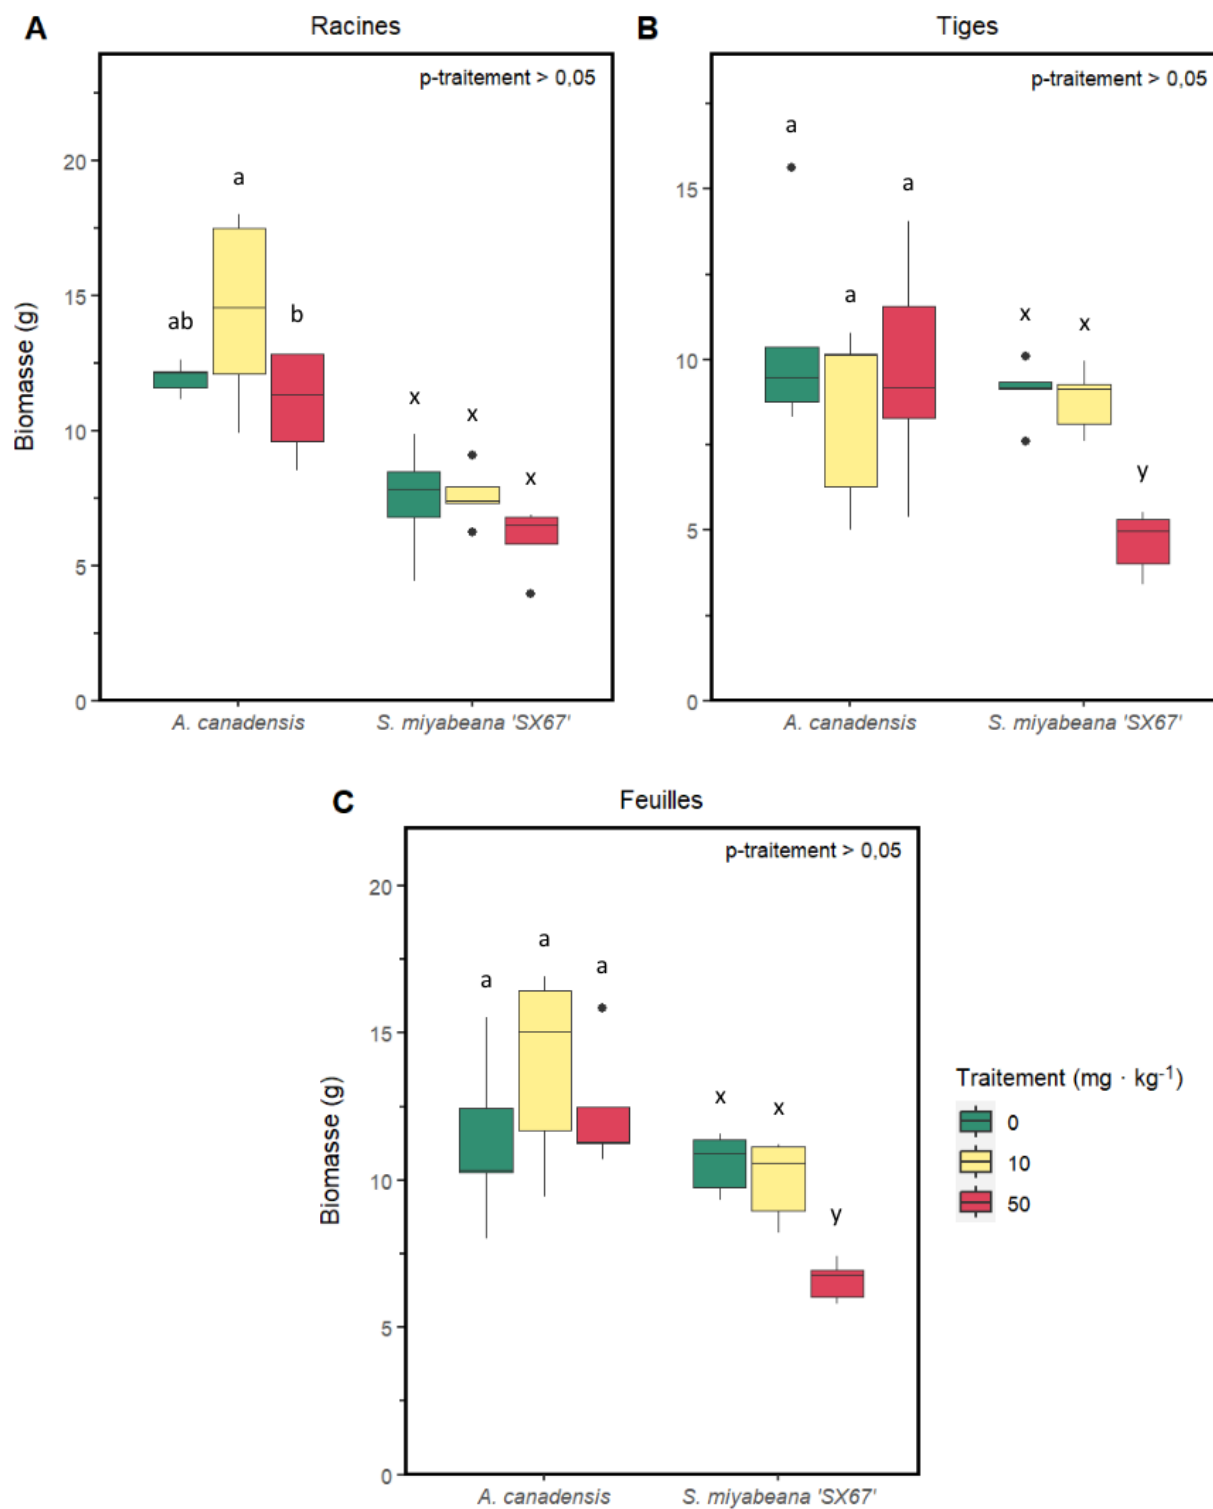 A
Racines
p-traitement > 0,05
Biomasse (g)
20
15
10
5
0
a
ab
b
x
x
x
A. canadensis
S. miyabeana 'SX67'
B
Tiges
p-traitement > 0,05
15
10
5
0
a
a
a
x
x
y
A. canadensis
S. miyabeana 'SX67'
C
Feuilles
p-traitement > 0,05
Biomasse (g)
20
15
10
5
0
a
a
a
x
x
y
A. canadensis
S. miyabeana 'SX67'
Traitement (mg · kg⁻¹)
0
10
50